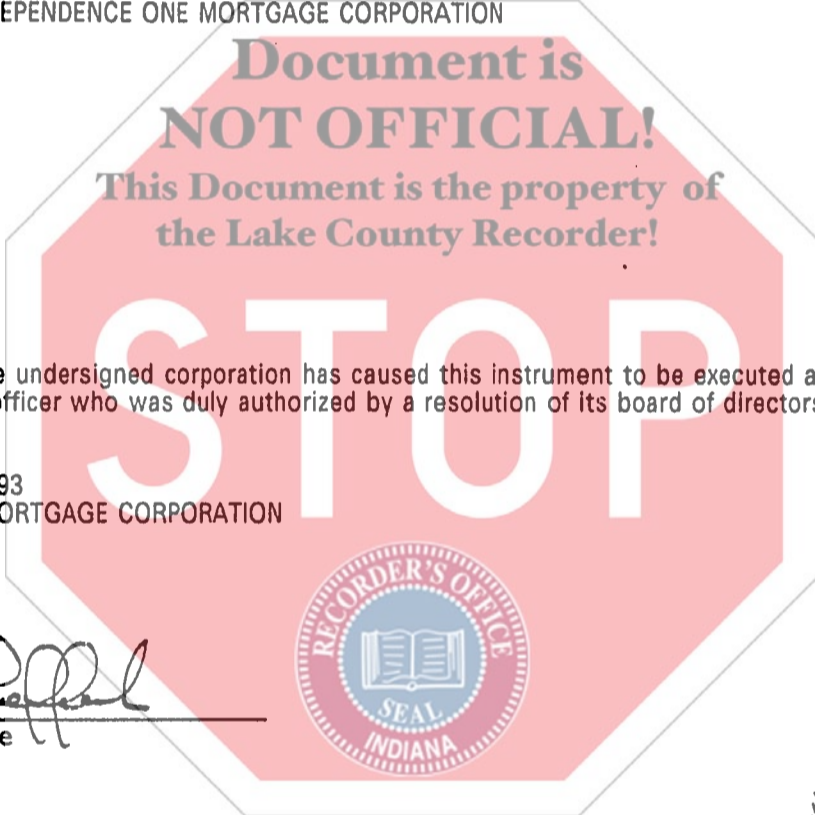 EPENDENCE ONE MORTGAGE CORPORATION
Document is
NOT OFFICIAL!
This Document is the property of
the Lake County Recorder!
STOP
e undersigned corporation has caused this instrument to be executed a
fficer who was duly authorized by a resolution of its board of directors
93
ORTGAGE CORPORATION
RECORDER'S OFFICE
SEAL
INDIANA
e